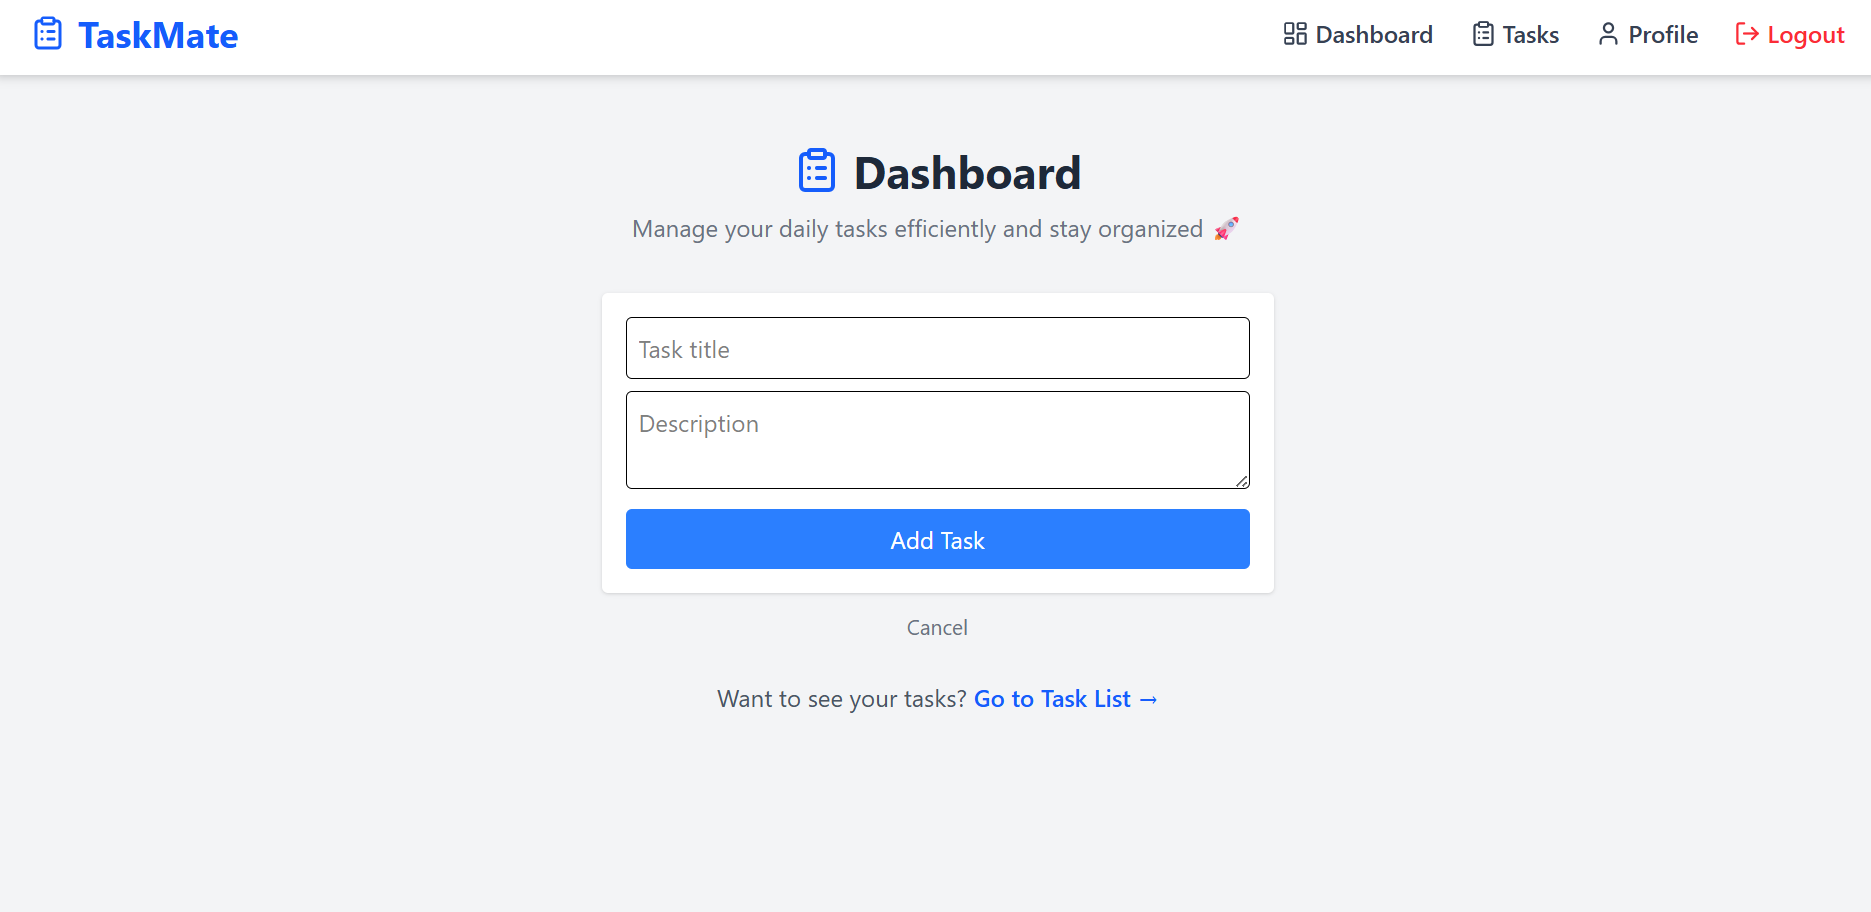 TaskMate
Dashboard Tasks Profile Logout
Dashboard
Manage your daily tasks efficiently and stay organized 🚀
Task title
Description
Add Task
Cancel
Want to see your tasks? Go to Task List →